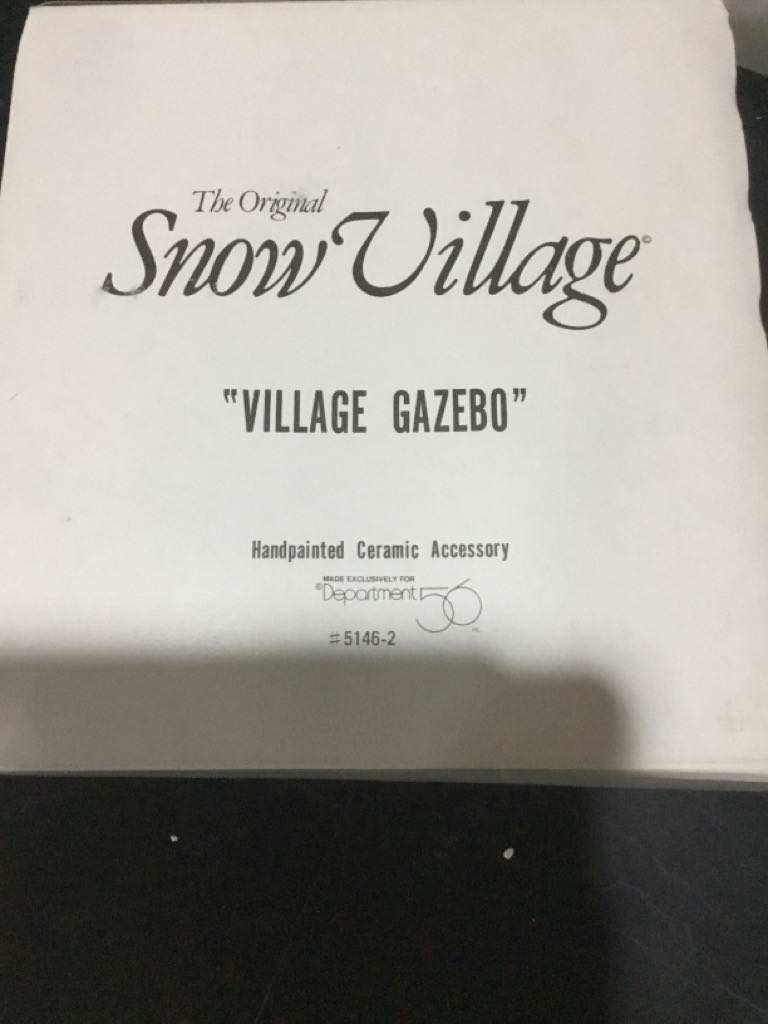 The Original
Snow Village©
"VILLAGE GAZEBO"
Handpainted Ceramic Accessory
MADE EXCLUSIVELY FOR
©Department 56
#5146-2